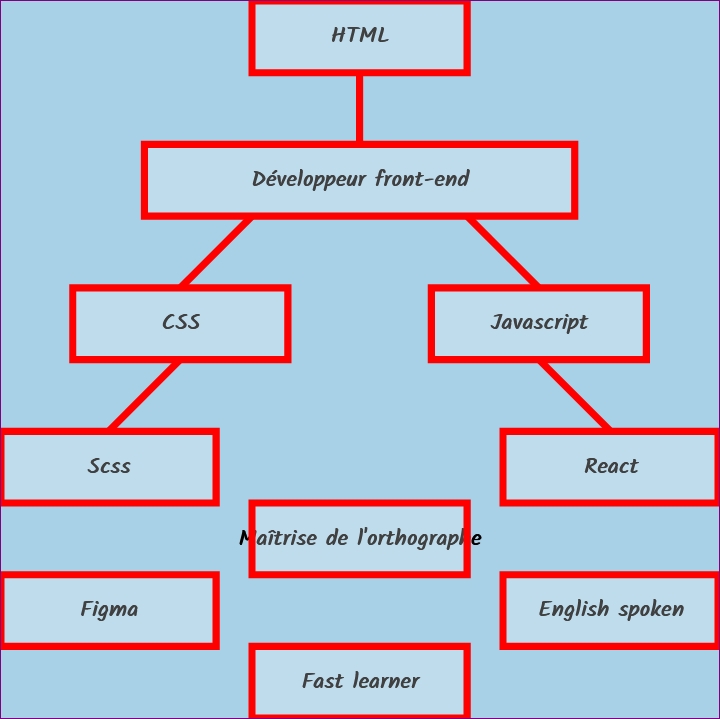 HTML
Développeur front-end
CSS
Javascript
Scss
React
Maîtrise de l'orthographe
Figma
English spoken
Fast learner